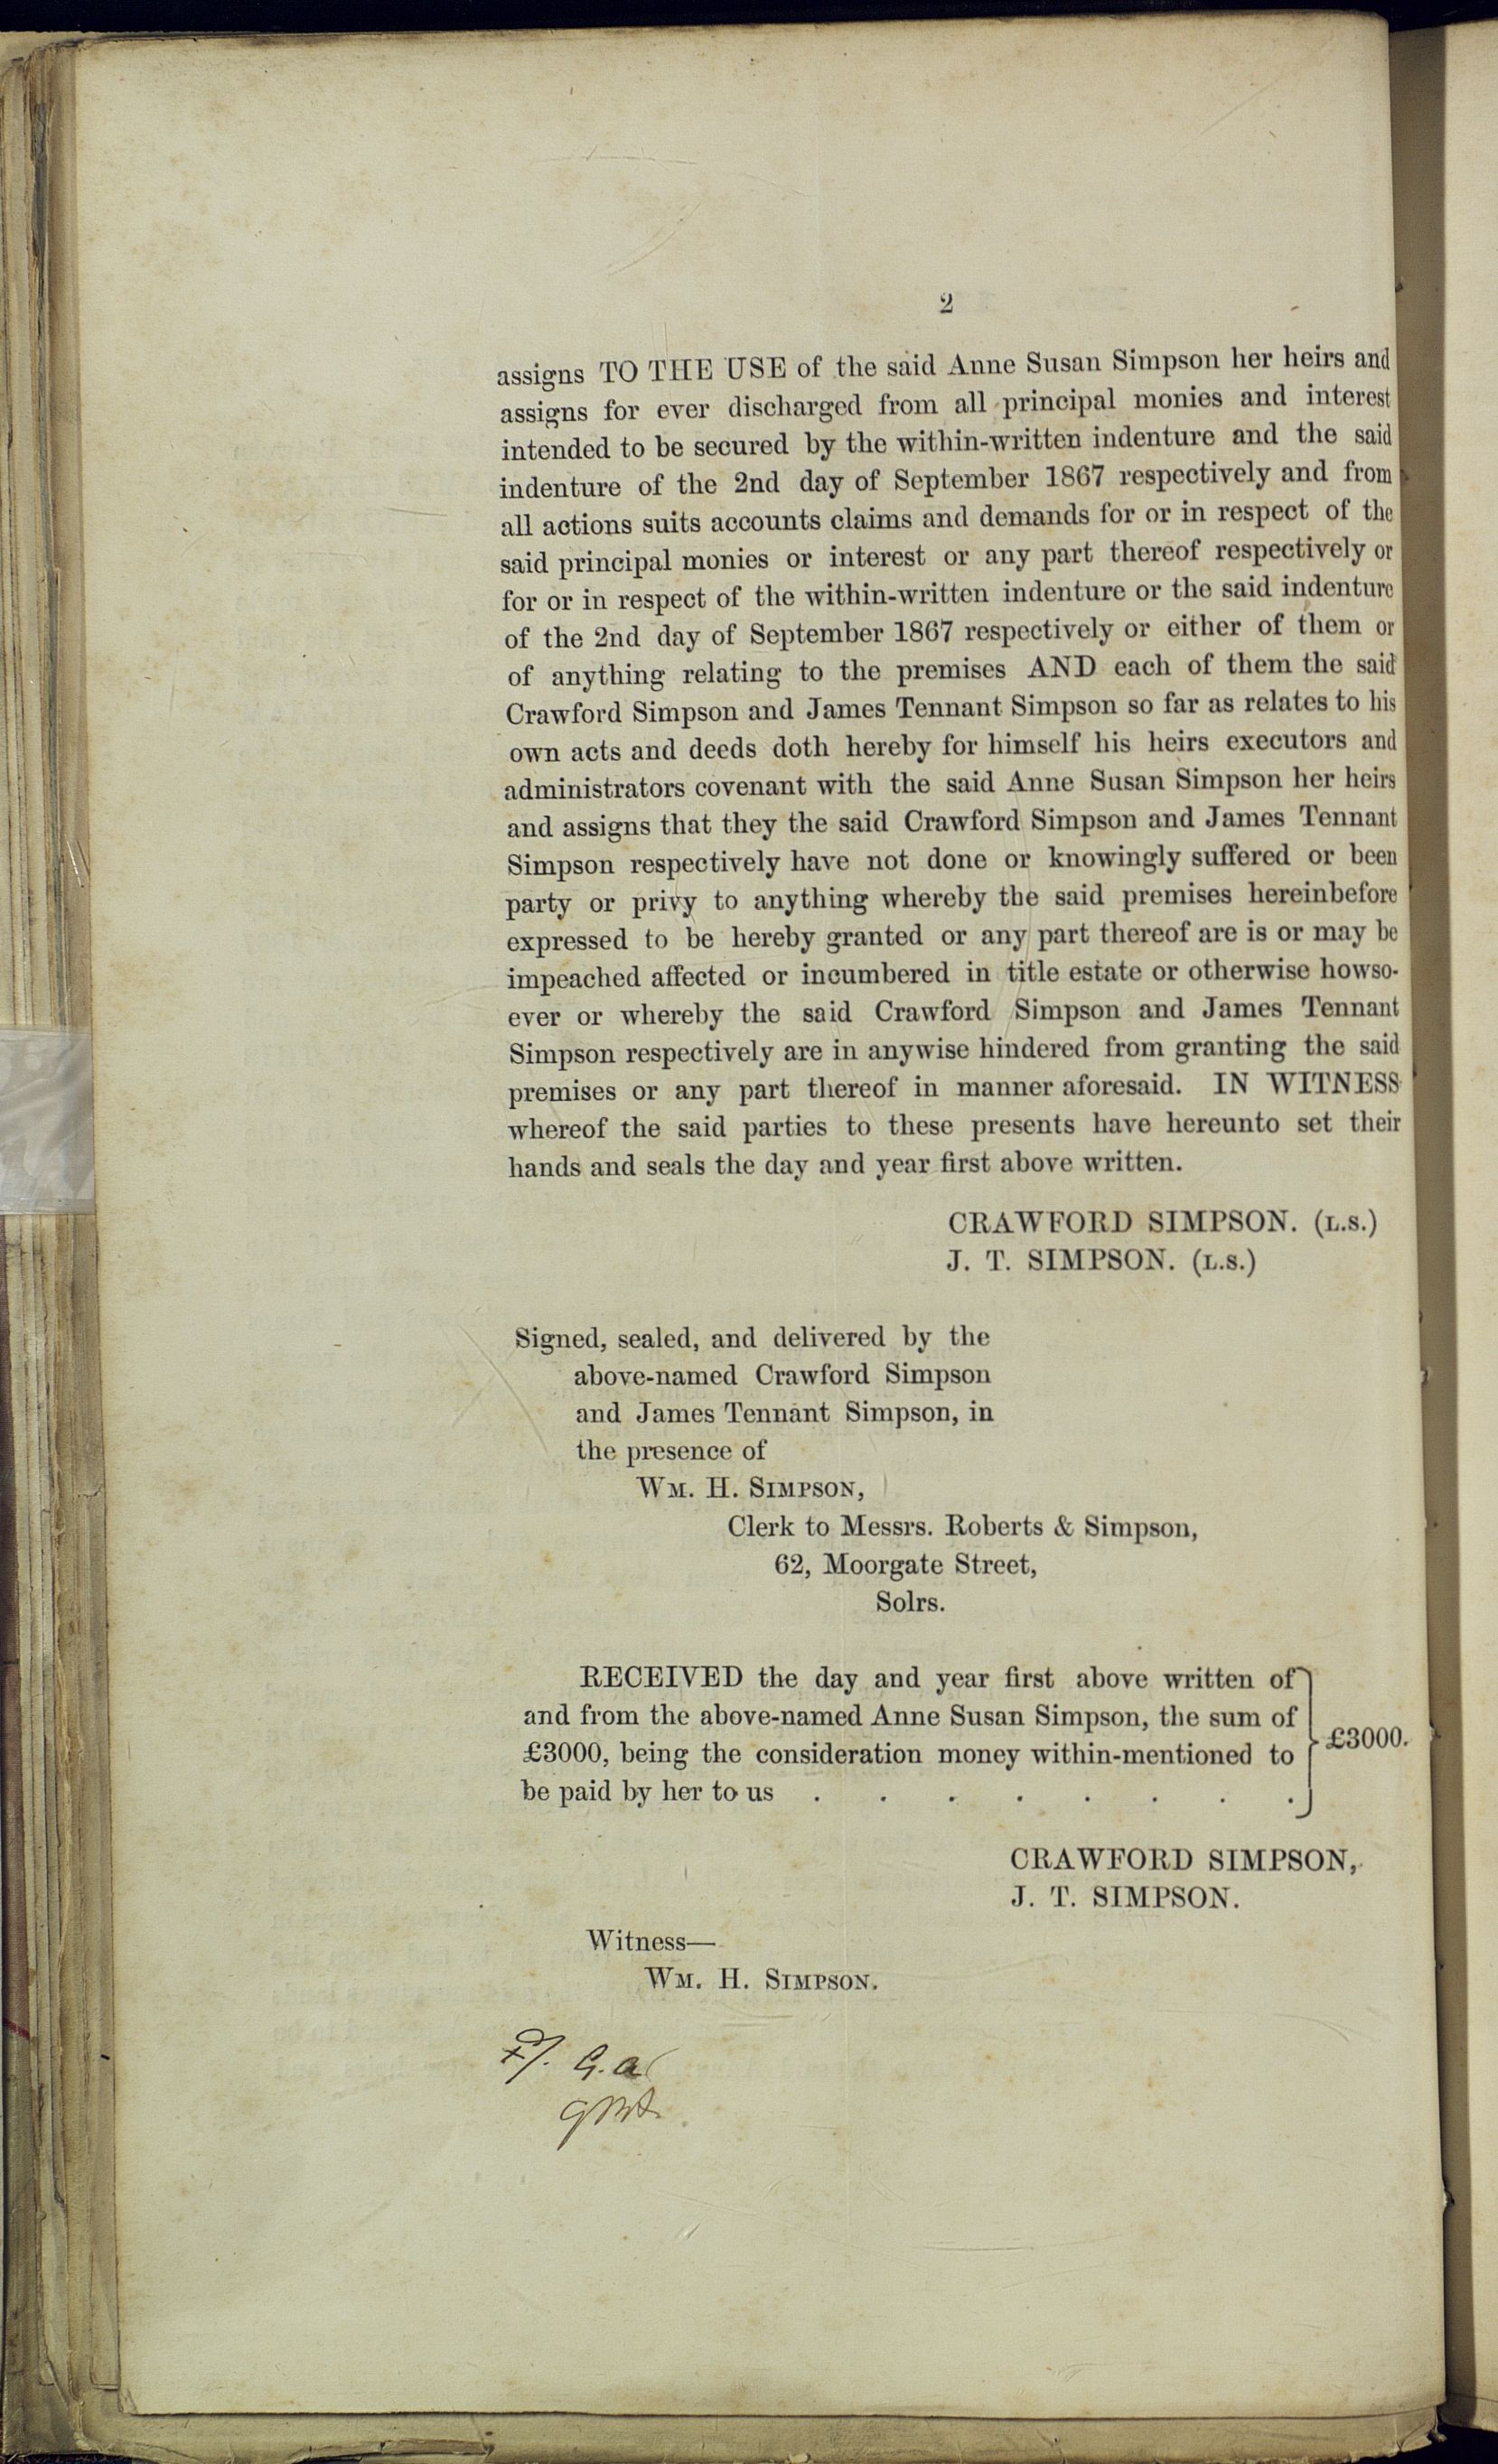 2
assigns TO THE USE of the said Anne Susan Simpson her heirs and
assigns for ever discharged from all principal monies and interest
intended to be secured by the within-written indenture and the said
indenture of the 2nd day of September 1867 respectively and from
all actions suits accounts claims and demands for or in respect of the
said principal monies or interest or any part thereof respectively or
for or in respect of the within-written indenture or the said indenture
of the 2nd day of September 1867 respectively or either of them or
of anything relating to the premises AND each of them the said
Crawford Simpson and James Tennant Simpson so far as relates to his
own acts and deeds doth hereby for himself his heirs executors and
administrators covenant with the said Anne Susan Simpson her heirs
and assigns that they the said Crawford Simpson and James Tennant
Simpson respectively have not done or knowingly suffered or been
party or privy to anything whereby the said premises hereinbefore
expressed to be hereby granted or any part thereof are is or may be
impeached affected or incumbered in title estate or otherwise howso-
ever or whereby the said Crawford Simpson and James Tennant
Simpson respectively are in anywise hindered from granting the said
premises or any part thereof in manner aforesaid. IN WITNESS
whereof the said parties to these presents have hereunto set their
hands and seals the day and year first above written.
CRAWFORD SIMPSON. (L.S.)
J. T. SIMPSON. (L.S.)
Signed, sealed, and delivered by the
above-named Crawford Simpson
and James Tennant Simpson, in
the presence of
WM. H. SIMPSON,
Clerk to Messrs. Roberts & Simpson,
62, Moorgate Street,
Solrs.
RECEIVED the day and year first above written of
and from the above-named Anne Susan Simpson, the sum of
£3000, being the consideration money within-mentioned to
be paid by her to us . . . . . . . .
£3000.
CRAWFORD SIMPSON,
J. T. SIMPSON.
Witness—
WM. H. SIMPSON.
G.a